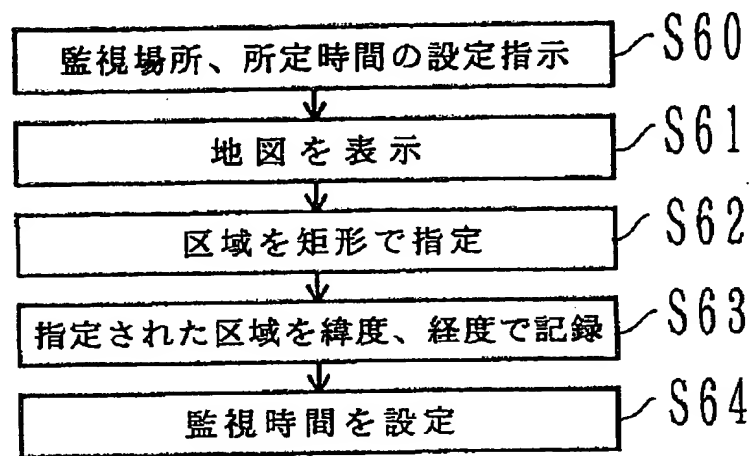 監視場所、所定時間の設定指示 S60
地図を表示 S61
区域を矩形で指定 S62
指定された区域を緯度、経度で記録 S63
監視時間を設定 S64